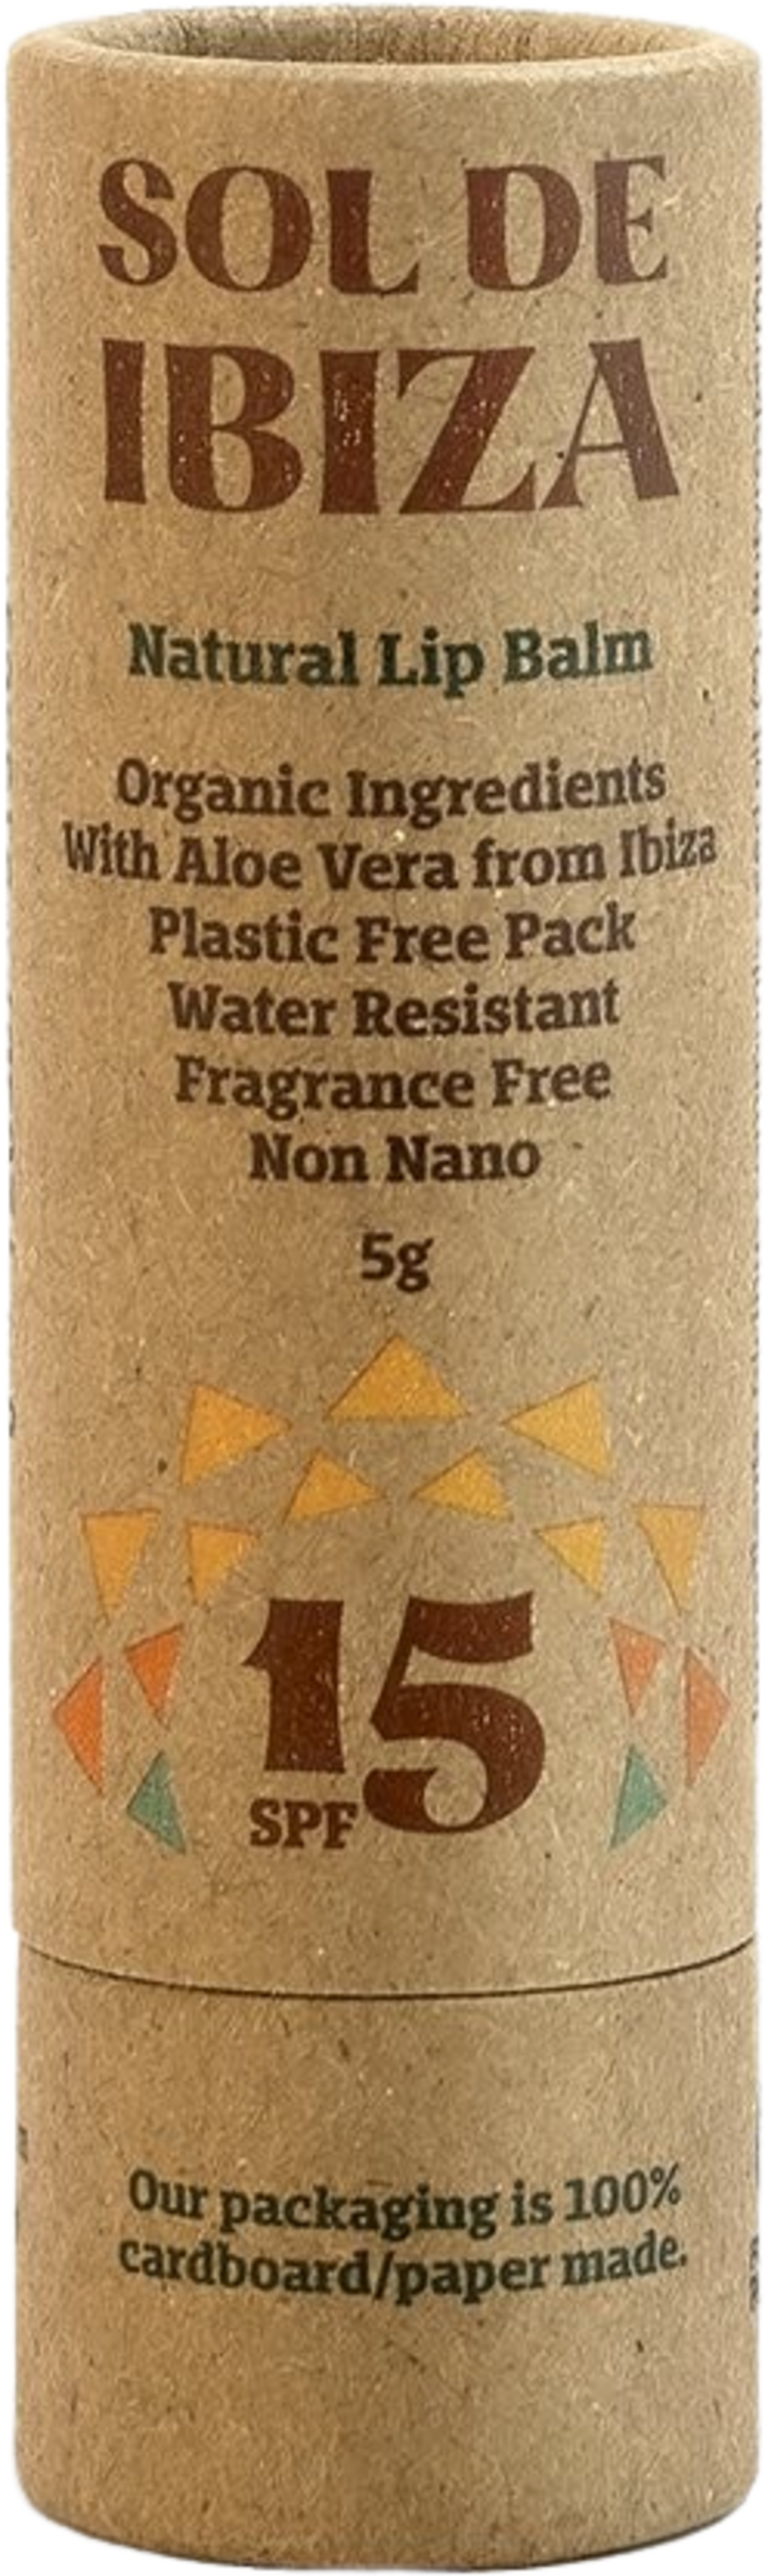 SOL DE
IBIZA
Natural Lip Balm
Organic Ingredients
With Aloe Vera from Ibiza
Plastic Free Pack
Water Resistant
Fragrance Free
Non Nano
5g
15
SPF
Our packaging is 100%
cardboard/paper made.